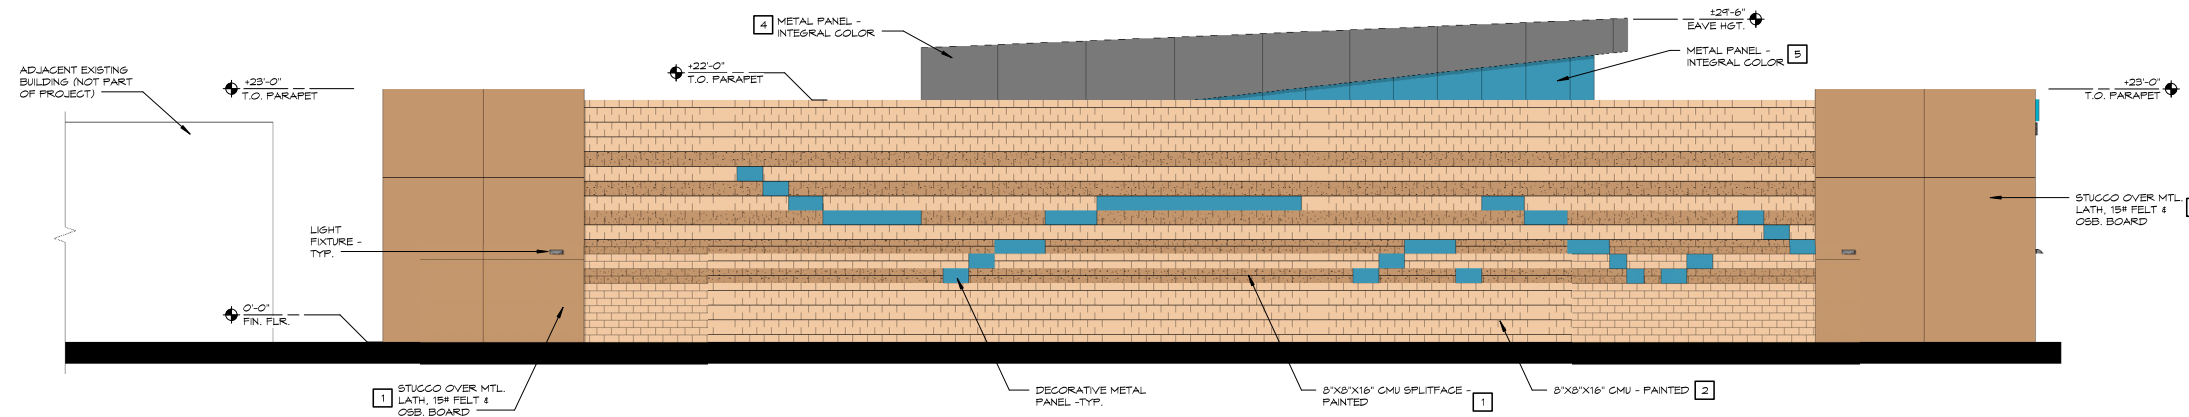 4
METAL PANEL -
INTEGRAL COLOR
±29'-6"
EAVE HGT.
METAL PANEL -
INTEGRAL COLOR
5
ADJACENT EXISTING
BUILDING (NOT PART
OF PROJECT)
+23'-0"
T.O. PARAPET
+22'-0"
T.O. PARAPET
+23'-0"
T.O. PARAPET
STUCCO OVER MTL.
LATH, 15# FELT &
OSB. BOARD
LIGHT
FIXTURE -
TYP.
0'-0"
FIN. FLR.
1
STUCCO OVER MTL.
LATH, 15# FELT &
OSB. BOARD
DECORATIVE METAL
PANEL -TYP.
8"X8"X16" CMU SPLITFACE -
PAINTED
1
8"X8"X16" CMU - PAINTED
2